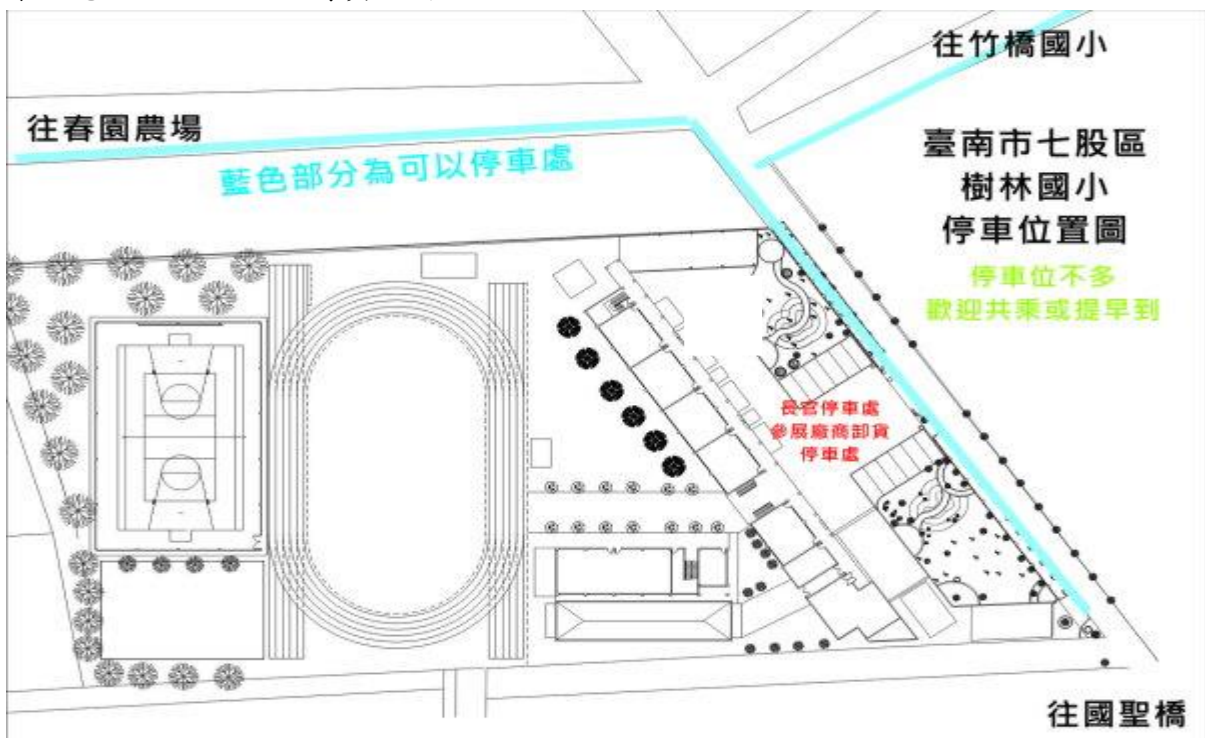 往竹橋國小
往春園農場
臺南市七股區
樹林國小
停車位置圖
藍色部分為可以停車處
停車位不多
歡迎共乘或提早到
長官停車處
參展廠商卸貨
停車處
往國聖橋